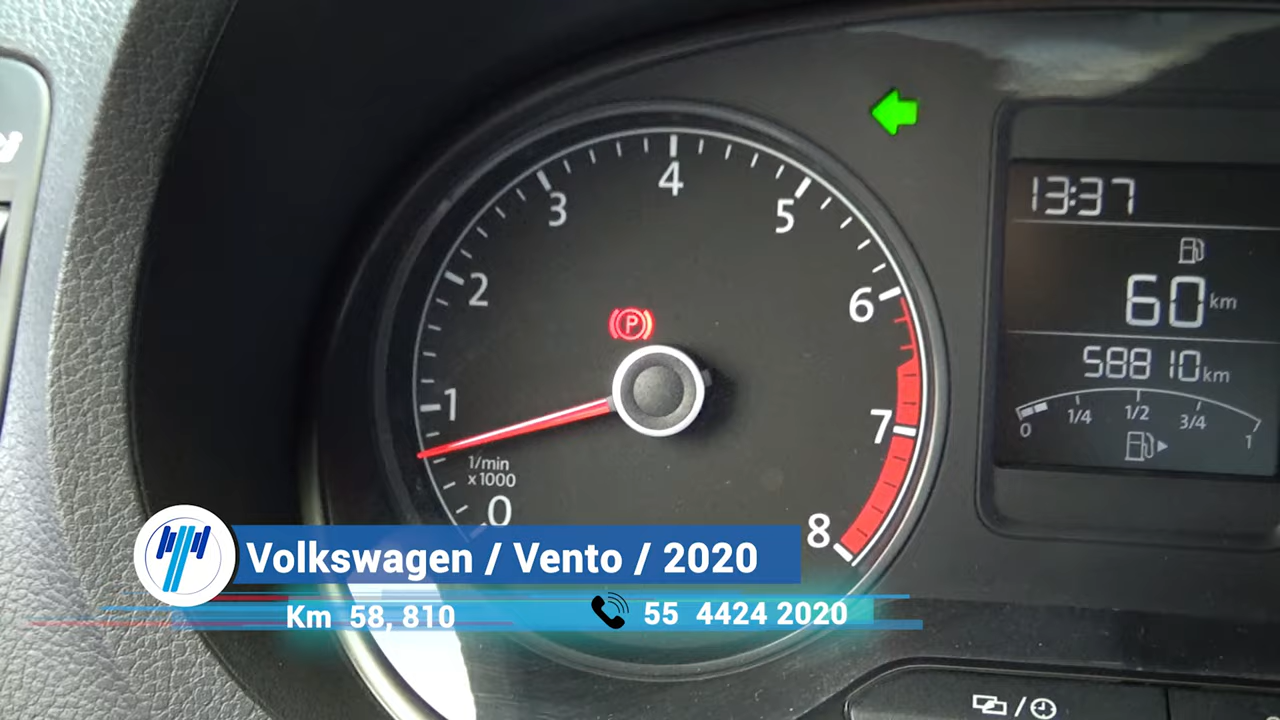 4
3
5
13:37
2
6
60 km
P
58810 km
1
7
0 1/4 1/2 3/4 1
1/min
x1000
0
8
Volkswagen / Vento / 2020
Km 58, 810
55 4424 2020